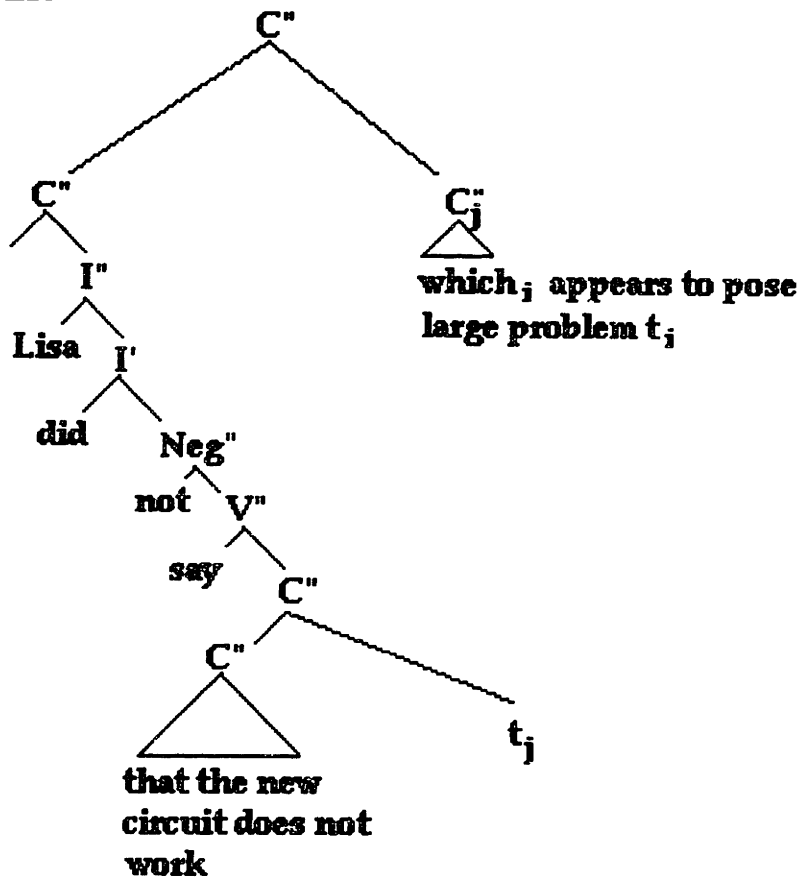 C"
C"
C"j
I"
which i appears to pose
large problem t i
Lisa
I'
did
Neg"
not
V"
say
C"
C"
t j
that the new
circuit does not
work